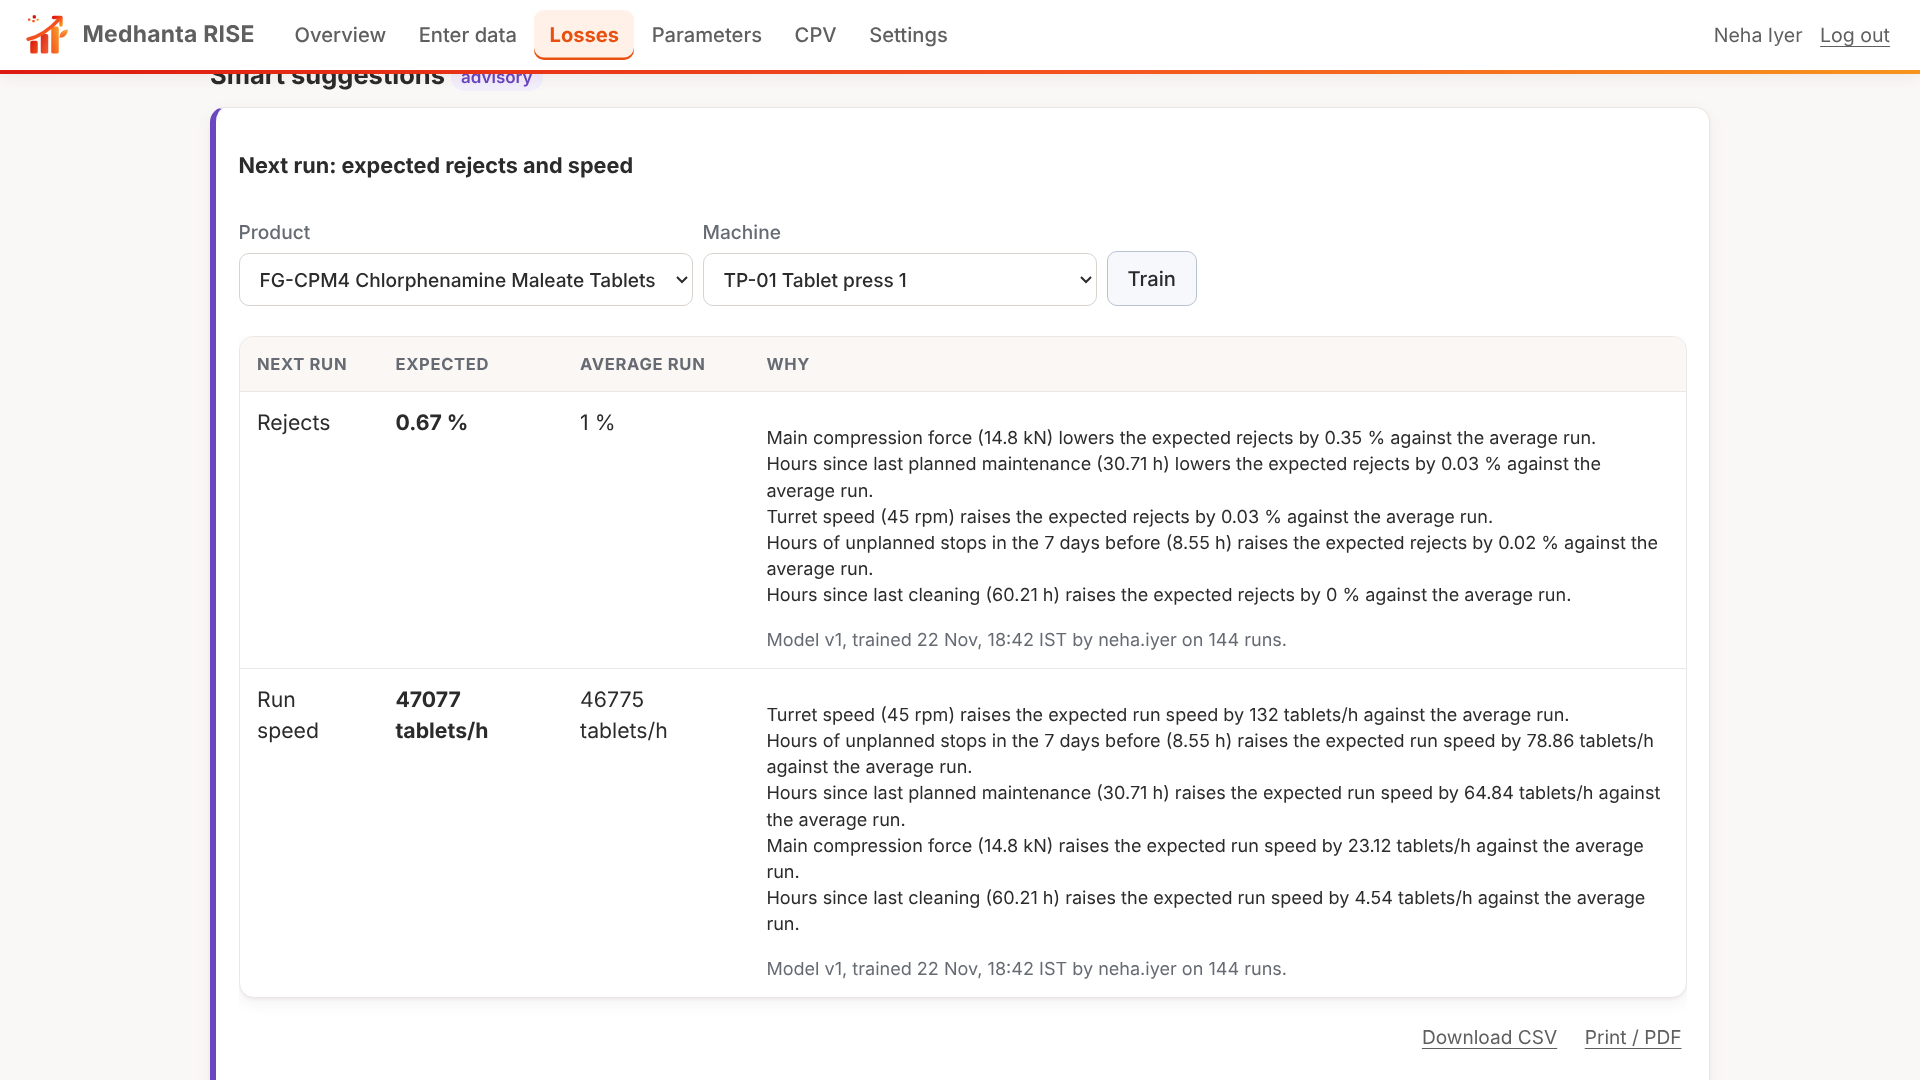 Medhanta RISE
Overview
Enter data
Losses
Parameters
CPV
Settings
Neha Iyer
Log out
Smart suggestions
advisory
Next run: expected rejects and speed
Product
Machine
FG-CPM4 Chlorphenamine Maleate Tablets
TP-01 Tablet press 1
Train
NEXT RUN
EXPECTED
AVERAGE RUN
WHY
Rejects
0.67 %
1 %
Main compression force (14.8 kN) lowers the expected rejects by 0.35 % against the average run.
Hours since last planned maintenance (30.71 h) lowers the expected rejects by 0.03 % against the
average run.
Turret speed (45 rpm) raises the expected rejects by 0.03 % against the average run.
Hours of unplanned stops in the 7 days before (8.55 h) raises the expected rejects by 0.02 % against the
average run.
Hours since last cleaning (60.21 h) raises the expected rejects by 0 % against the average run.
Model v1, trained 22 Nov, 18:42 IST by neha.iyer on 144 runs.
Run
speed
47077
tablets/h
46775
tablets/h
Turret speed (45 rpm) raises the expected run speed by 132 tablets/h against the average run.
Hours of unplanned stops in the 7 days before (8.55 h) raises the expected run speed by 78.86 tablets/h
against the average run.
Hours since last planned maintenance (30.71 h) raises the expected run speed by 64.84 tablets/h against
the average run.
Main compression force (14.8 kN) raises the expected run speed by 23.12 tablets/h against the average
run.
Hours since last cleaning (60.21 h) raises the expected run speed by 4.54 tablets/h against the average
run.
Model v1, trained 22 Nov, 18:42 IST by neha.iyer on 144 runs.
Download CSV
Print / PDF